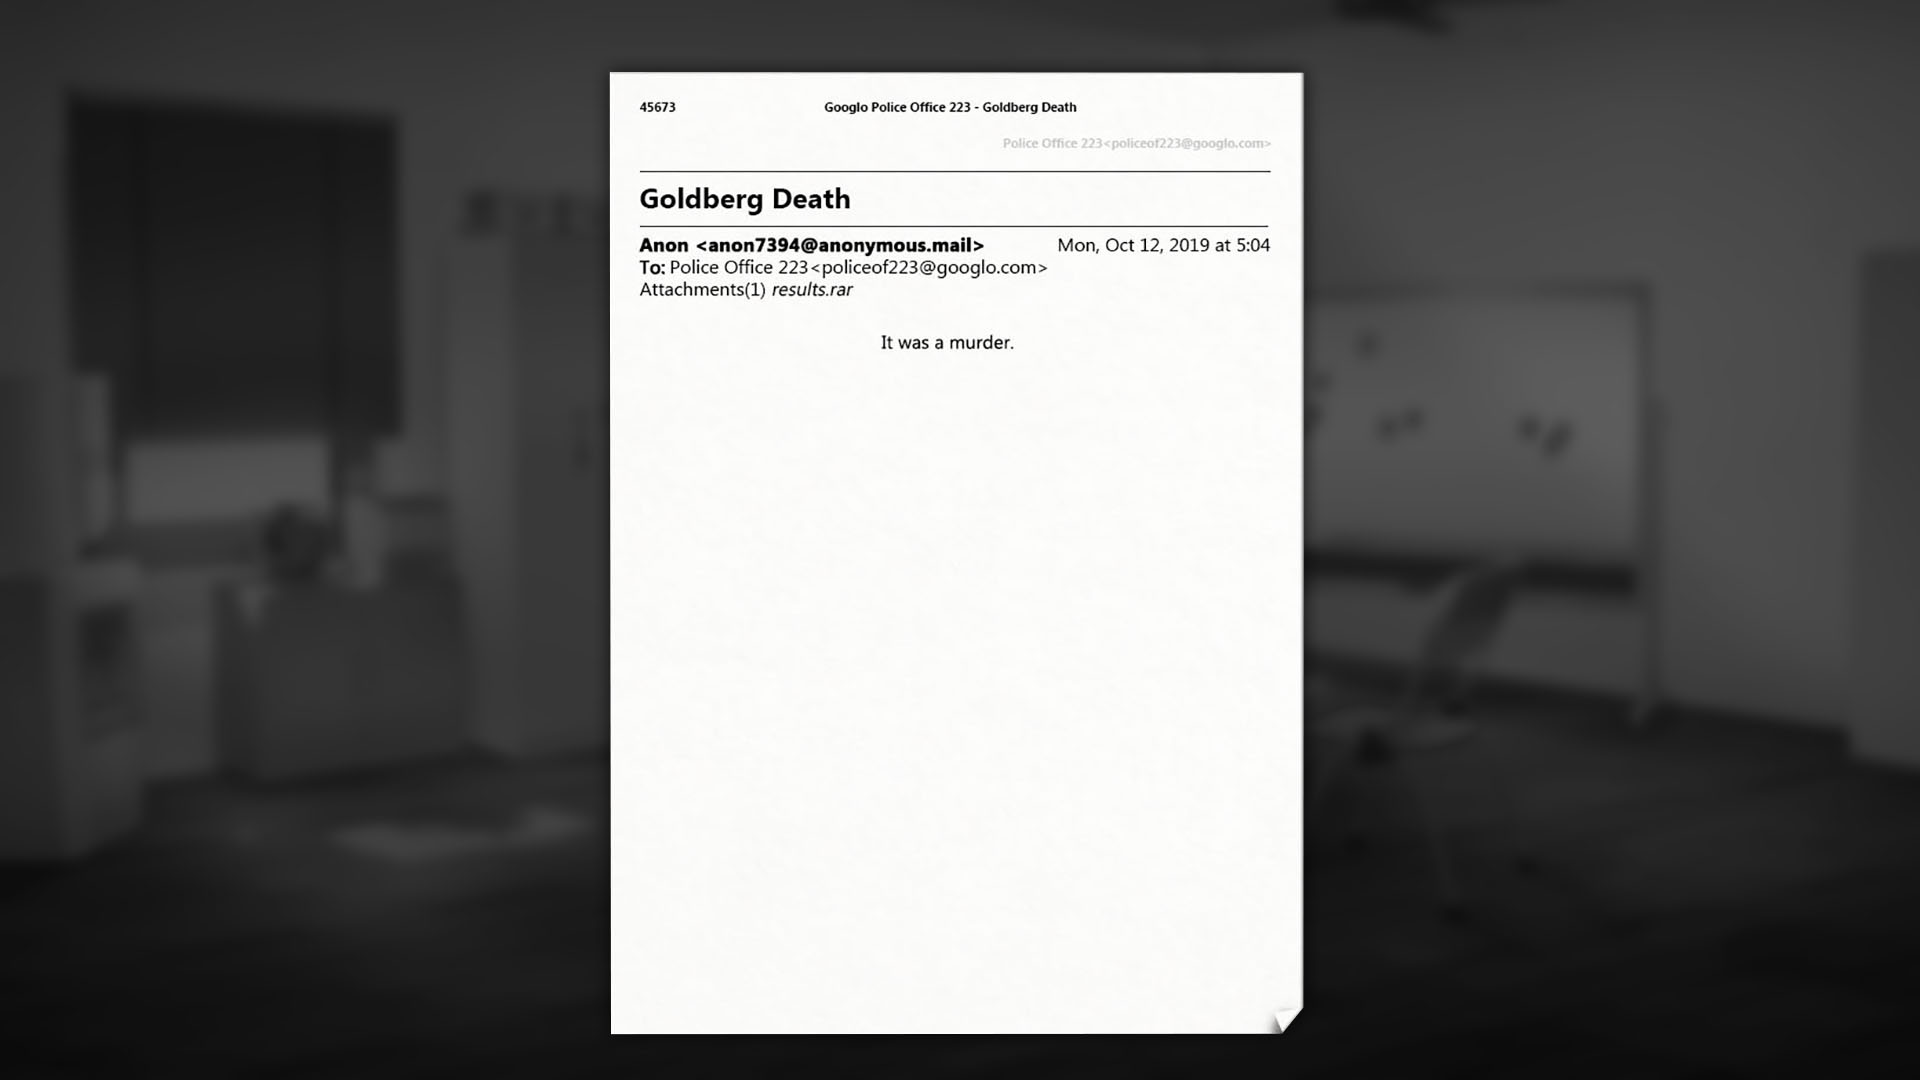 45673 Googlo Police Office 223 - Goldberg Death
Police Office 223<policeof223@googlo.com>
Goldberg Death
Anon <anon7394@anonymous.mail> Mon, Oct 12, 2019 at 5:04
To: Police Office 223<policeof223@googlo.com>
Attachments(1) results.rar
It was a murder.